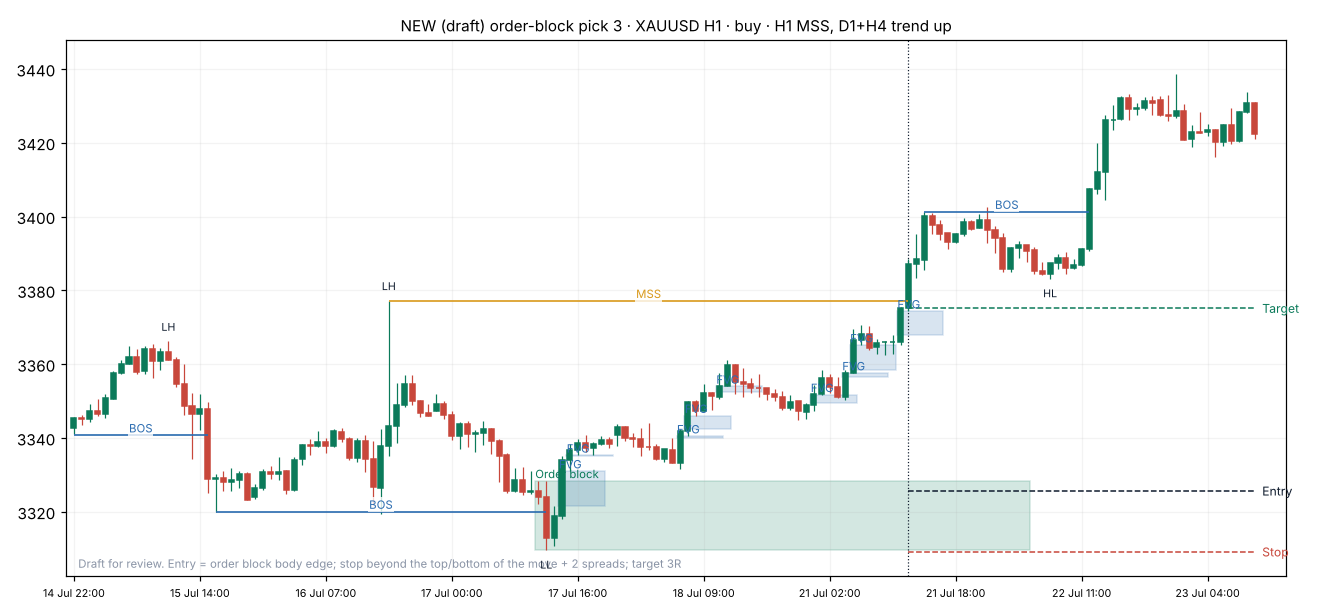 NEW (draft) order-block pick 3 · XAUUSD H1 · buy · H1 MSS, D1+H4 trend up
3440
3420
3400
3380
3360
3340
3320
LH
BOS
LH
BOS
MSS
Order block
LL
FVG
FVG
FVG
FVG
FVG
FVG
FVG
FVG
FVG
BOS
HL
Target
Entry
Stop
Draft for review. Entry = order block body edge; stop beyond the top/bottom of the move + 2 spreads; target 3R
14 Jul 22:00
15 Jul 14:00
16 Jul 07:00
17 Jul 00:00
17 Jul 16:00
18 Jul 09:00
21 Jul 02:00
21 Jul 18:00
22 Jul 11:00
23 Jul 04:00